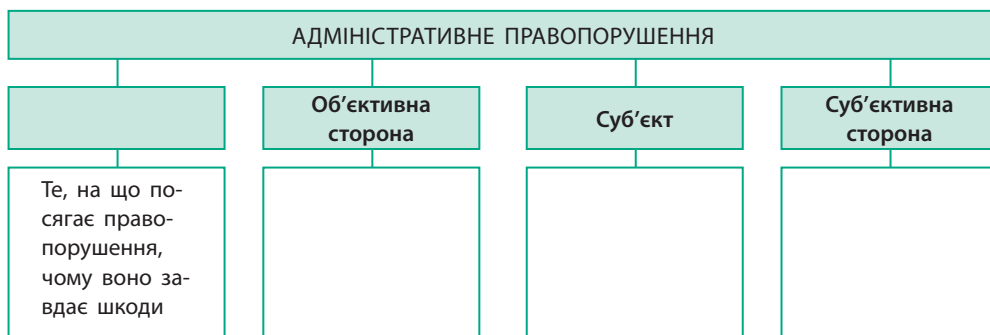 АДМІНІСТРАТИВНЕ ПРАВОПОРУШЕННЯ
Об’єктивна
сторона
Суб’єкт
Суб’єктивна
сторона
Те, на що по-
сягає право-
порушення,
чому воно за-
вдає шкоди